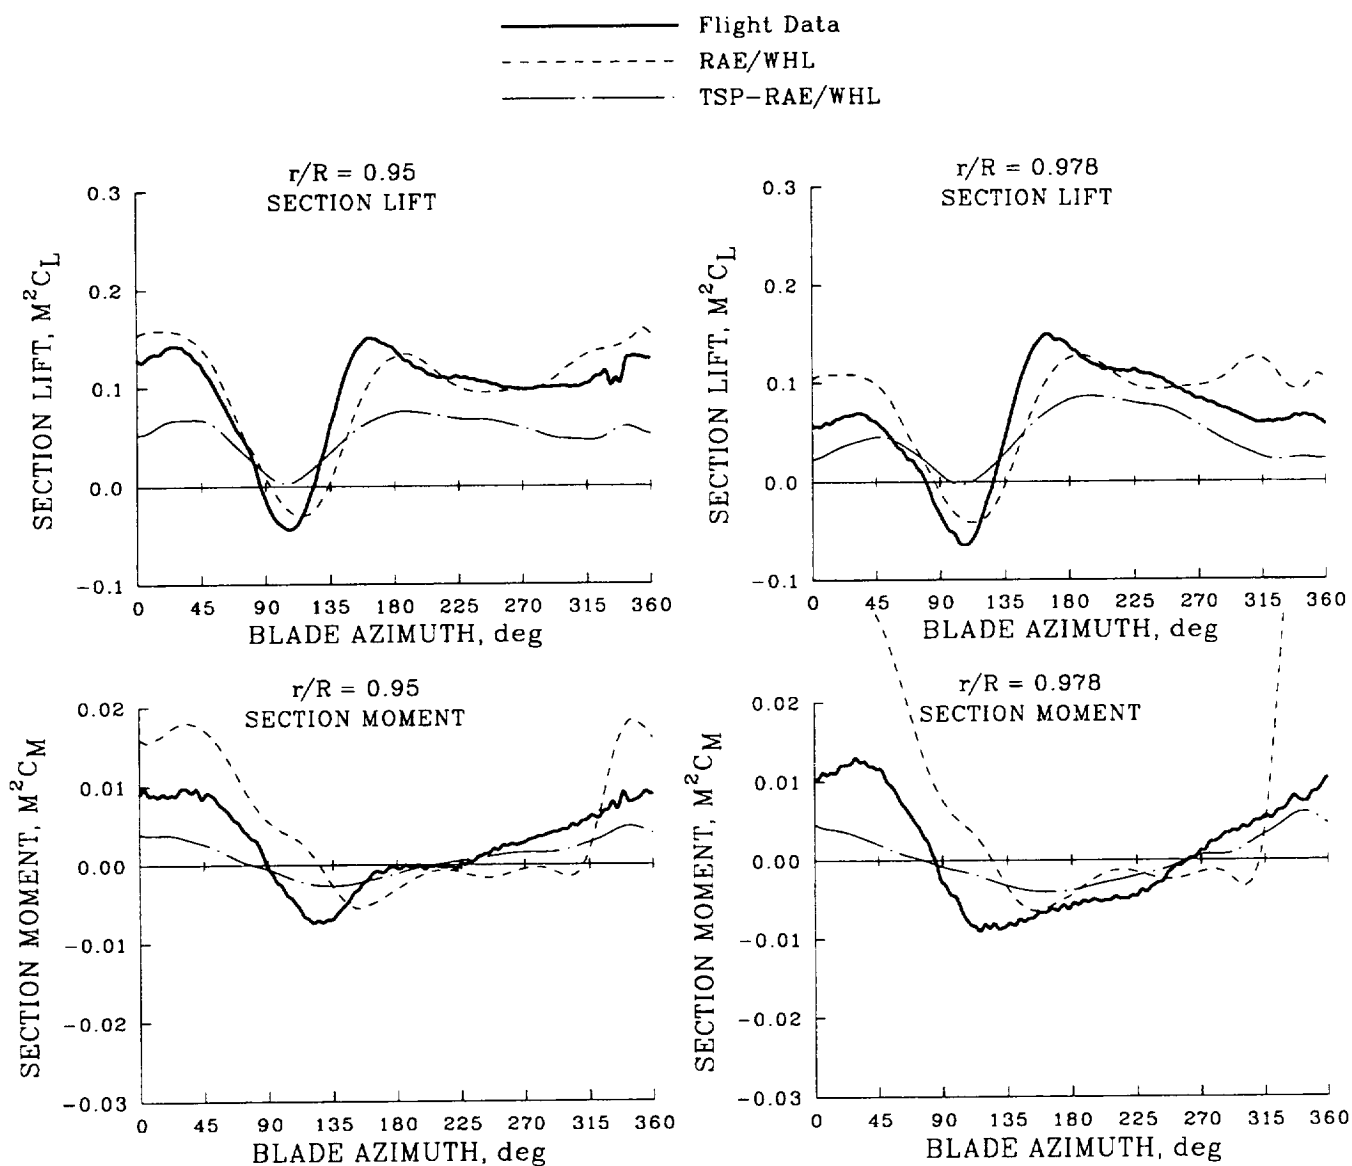 Flight Data
RAE/WHL
TSP-RAE/WHL
r/R = 0.95
SECTION LIFT
SECTION LIFT, M²C_L
0.3
0.2
0.1
0.0
-0.1
0 45 90 135 180 225 270 315 360
BLADE AZIMUTH, deg
r/R = 0.978
SECTION LIFT
SECTION LIFT, M²C_L
0.3
0.2
0.1
0.0
-0.1
0 45 90 135 180 225 270 315 360
BLADE AZIMUTH, deg
r/R = 0.95
SECTION MOMENT
SECTION MOMENT, M²C_M
0.02
0.01
0.00
-0.01
-0.02
-0.03
0 45 90 135 180 225 270 315 360
BLADE AZIMUTH, deg
r/R = 0.978
SECTION MOMENT
SECTION MOMENT, M²C_M
0.02
0.01
0.00
-0.01
-0.02
-0.03
0 45 90 135 180 225 270 315 360
BLADE AZIMUTH, deg